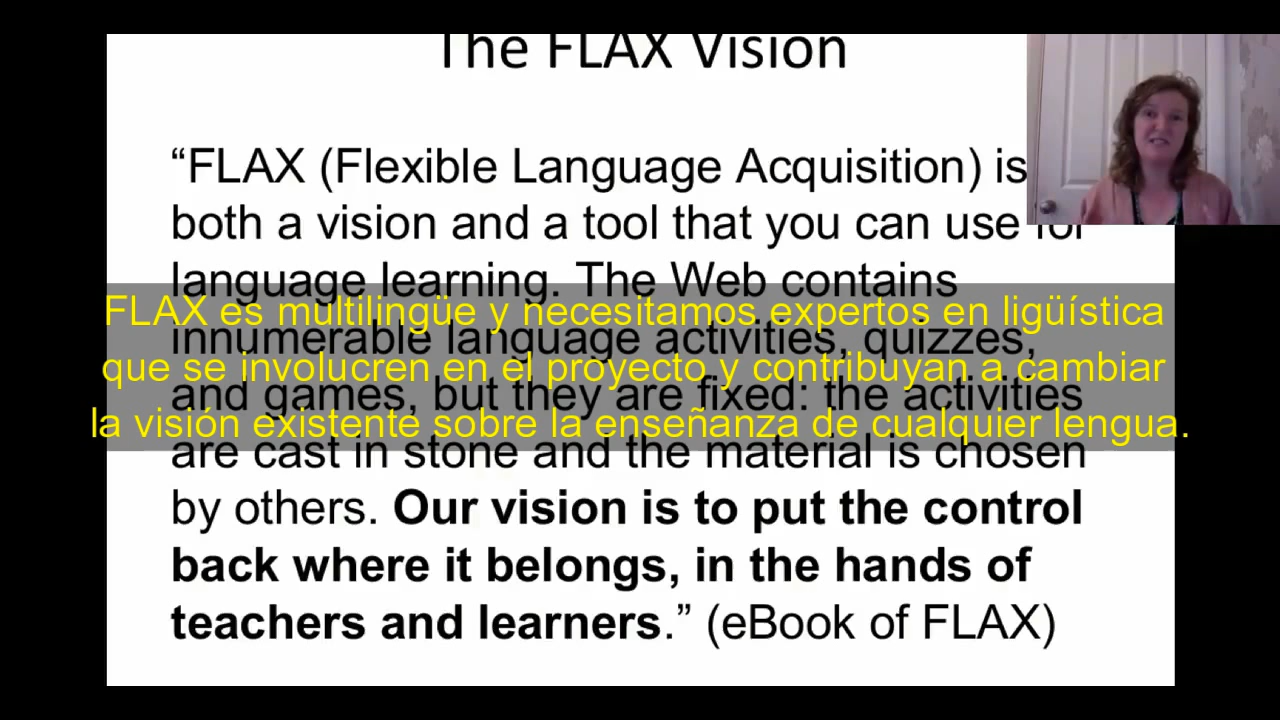 The FLAX Vision
“FLAX (Flexible Language Acquisition) is
both a vision and a tool that you can use for
language learning. The Web contains
FLAX es multilingüe y necesitamos expertos en ligüística
innumerable language activities, quizzes,
que se involucren en el proyecto y contribuyan a cambiar
and games, but they are fixed: the activities
la visión existente sobre la enseñanza de cualquier lengua.
are cast in stone and the material is chosen
by others. Our vision is to put the control
back where it belongs, in the hands of
teachers and learners.” (eBook of FLAX)